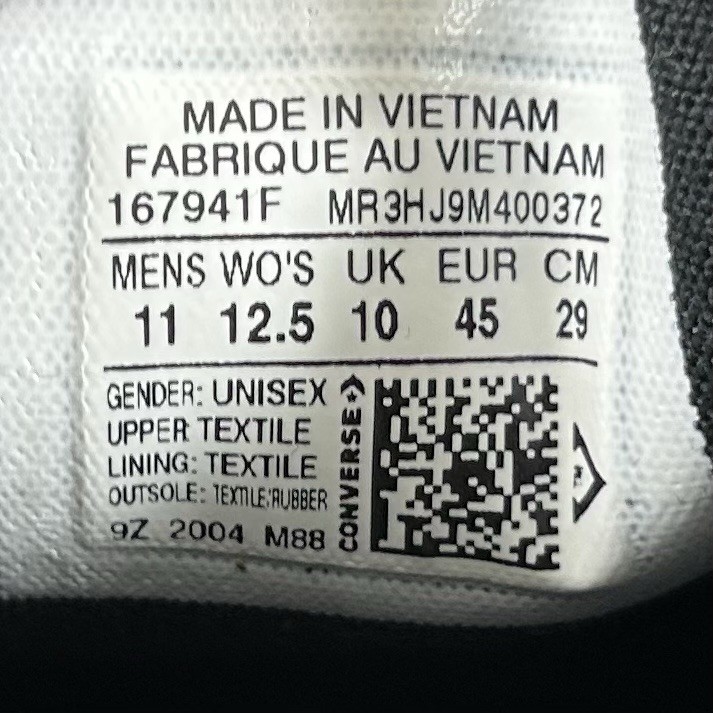 MADE IN VIETNAM
FABRIQUE AU VIETNAM
167941F MR3HJ9M400372
MENS WO'S UK EUR CM
11 12.5 10 45 29
GENDER: UNISEX
UPPER TEXTILE
LINING: TEXTILE
OUTSOLE: TEXTILE/RUBBER
9Z 2004 M88
CONVERSE